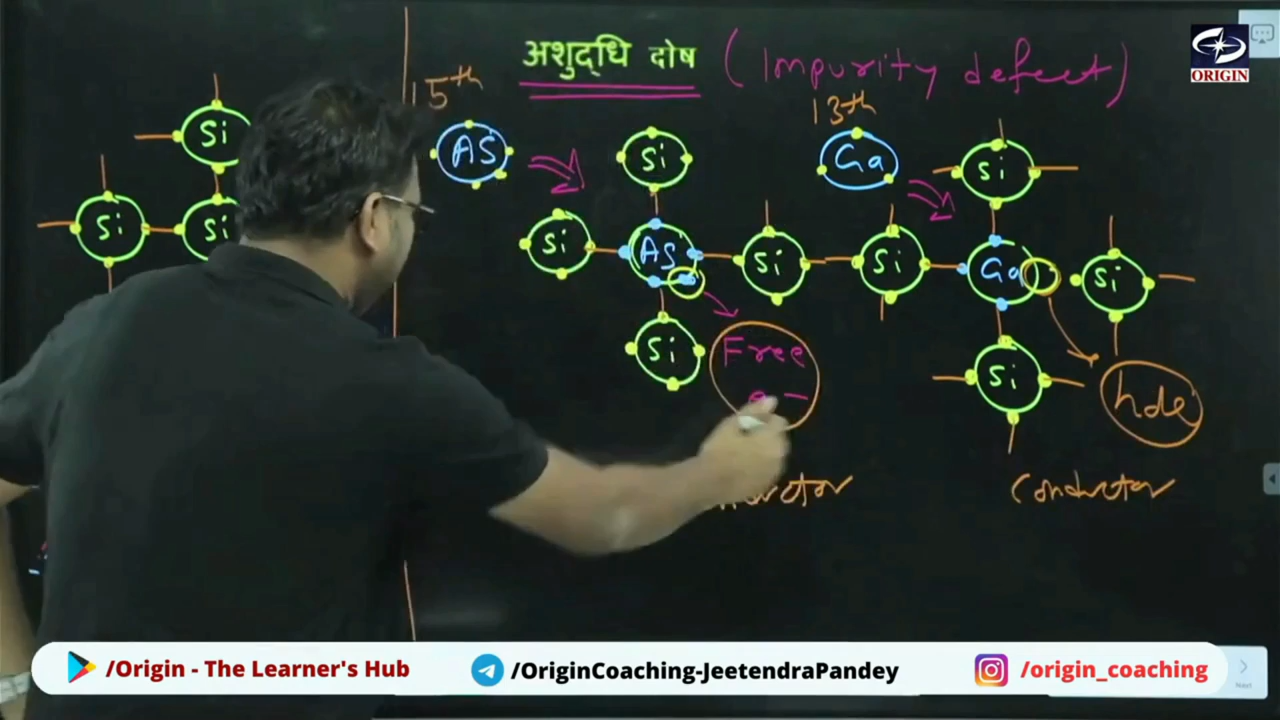 ORIGIN
अशुद्धि दोष (Impurity defect)
15th
13th
Si
AS
Si
Ga
Si
Si
Si
Si
AS
Si
Si
Ga
Si
Si
Free
e-
Si
hole
Conductor
/Origin - The Learner's Hub
/OriginCoaching-JeetendraPandey
/origin_coaching
Next